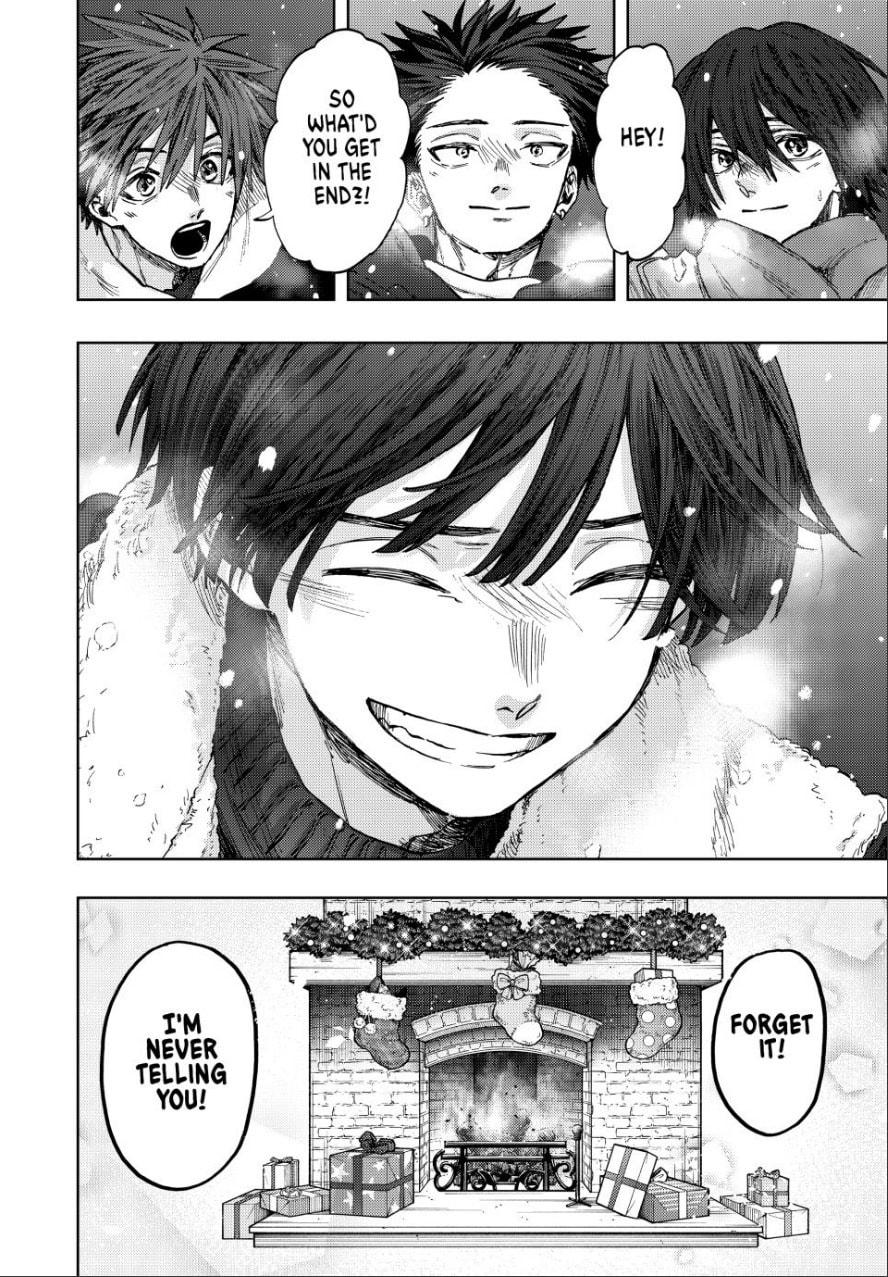 HEY!
SO
WHAT'D
YOU GET
IN THE
END?!
FORGET
IT!
I'M
NEVER
TELLING
YOU!